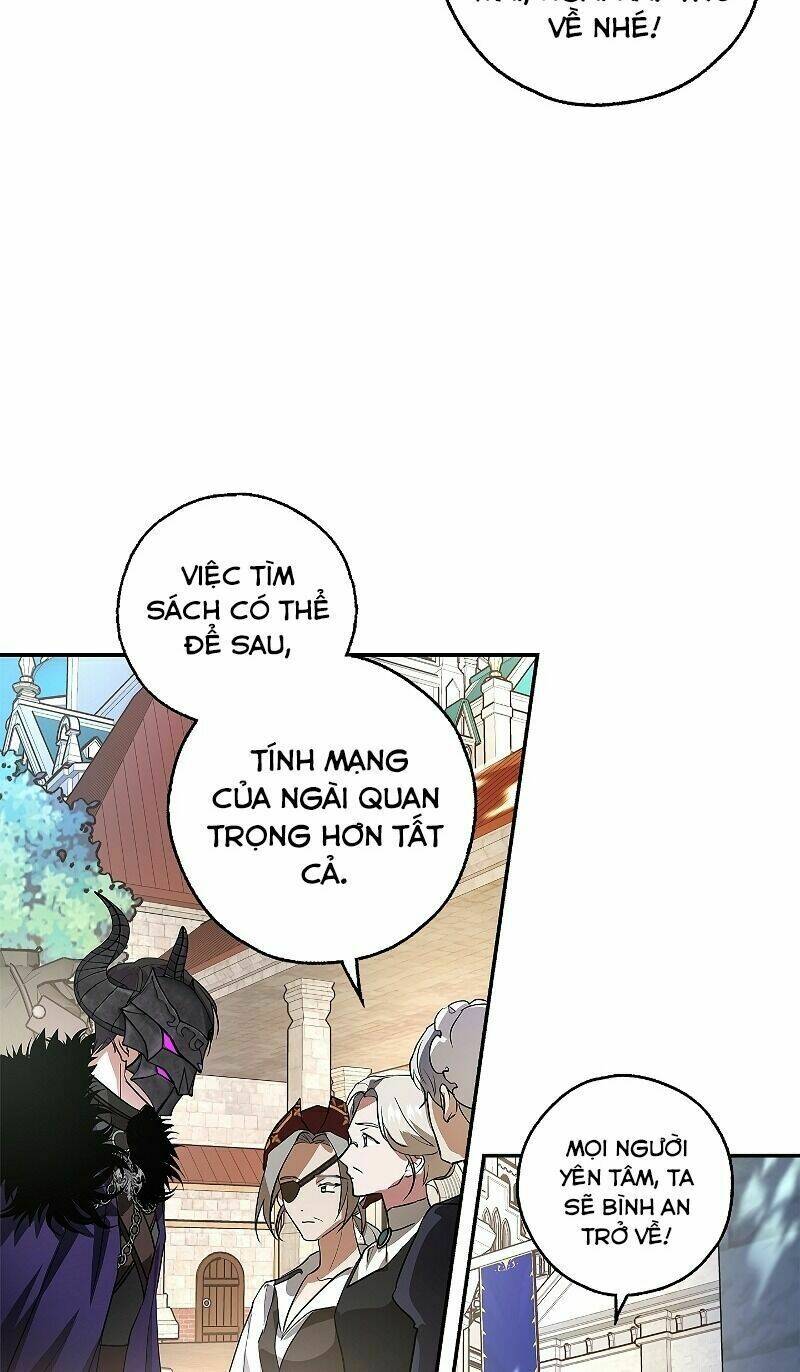 VỀ NHÉ!
VIỆC TÌM
SÁCH CÓ THỂ
ĐỂ SAU,
TÍNH MẠNG
CỦA NGÀI QUAN
TRỌNG HƠN TẤT
CẢ.
MỌI NGƯỜI
YÊN TÂM, TA
SẼ BÌNH AN
TRỞ VỀ!